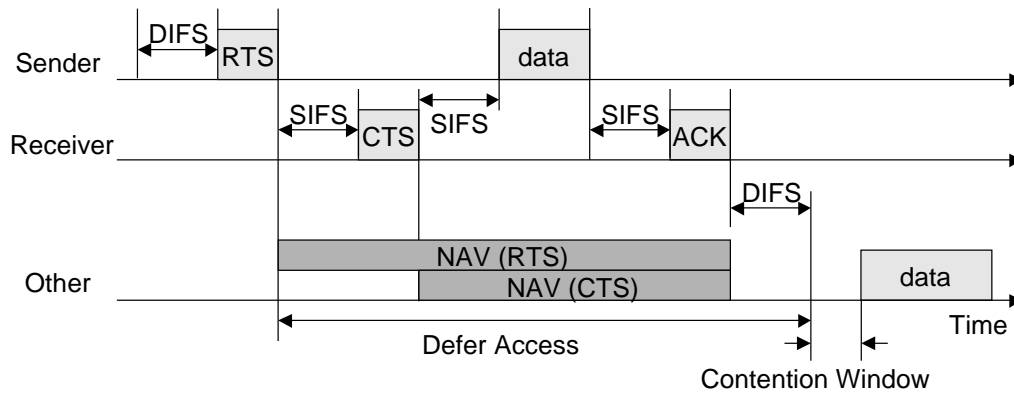 DIFS
RTS
data
Sender
SIFS
CTS
SIFS
SIFS
ACK
Receiver
DIFS
NAV (RTS)
NAV (CTS)
data
Other
Time
Defer Access
Contention Window